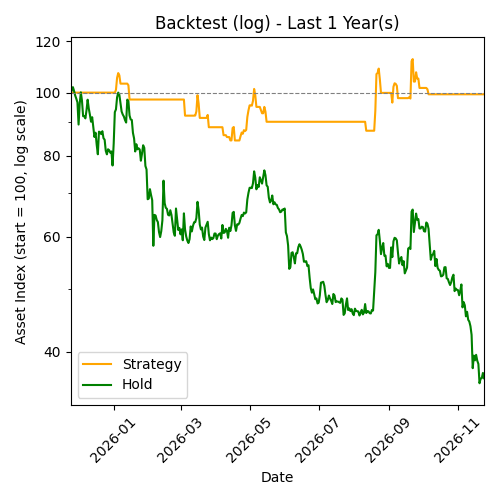 Backtest (log) - Last 1 Year(s)
Asset Index (start = 100, log scale)
120
100
80
60
40
Strategy
Hold
2026-01
2026-03
2026-05
2026-07
2026-09
2026-11
Date